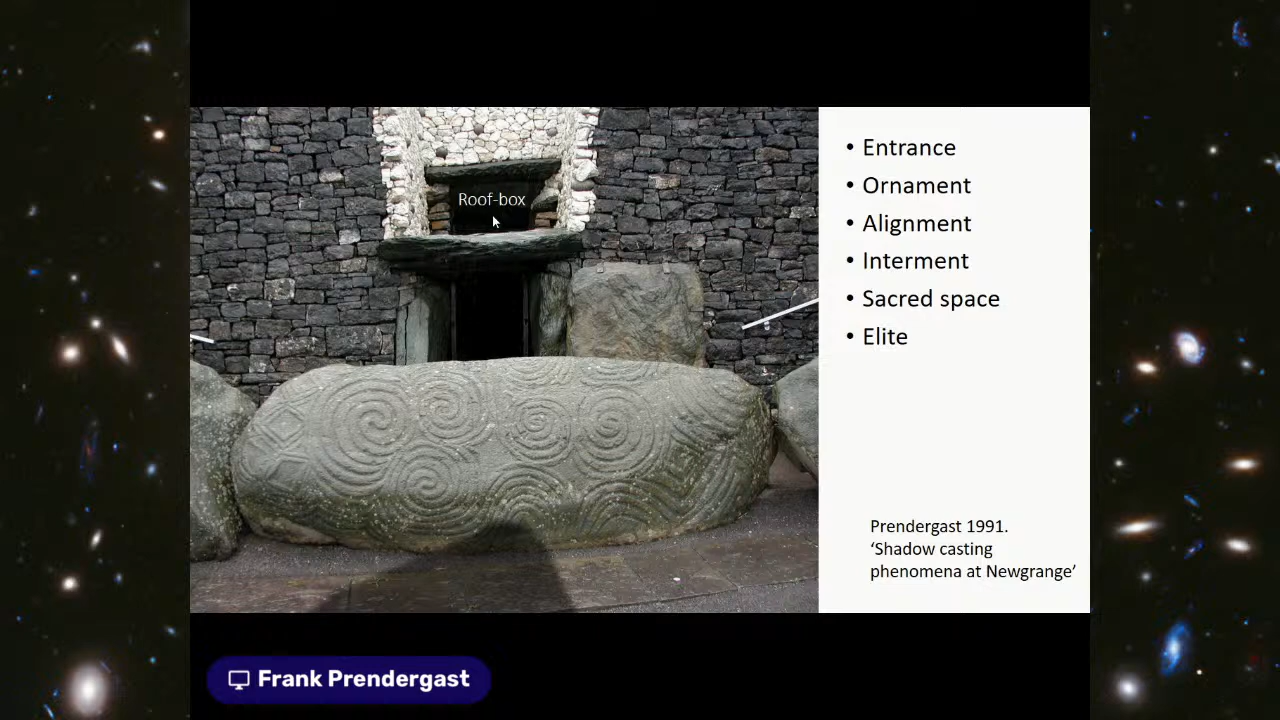 Roof-box
• Entrance
• Ornament
• Alignment
• Interment
• Sacred space
• Elite
Prendergast 1991.
‘Shadow casting
phenomena at Newgrange’
Frank Prendergast